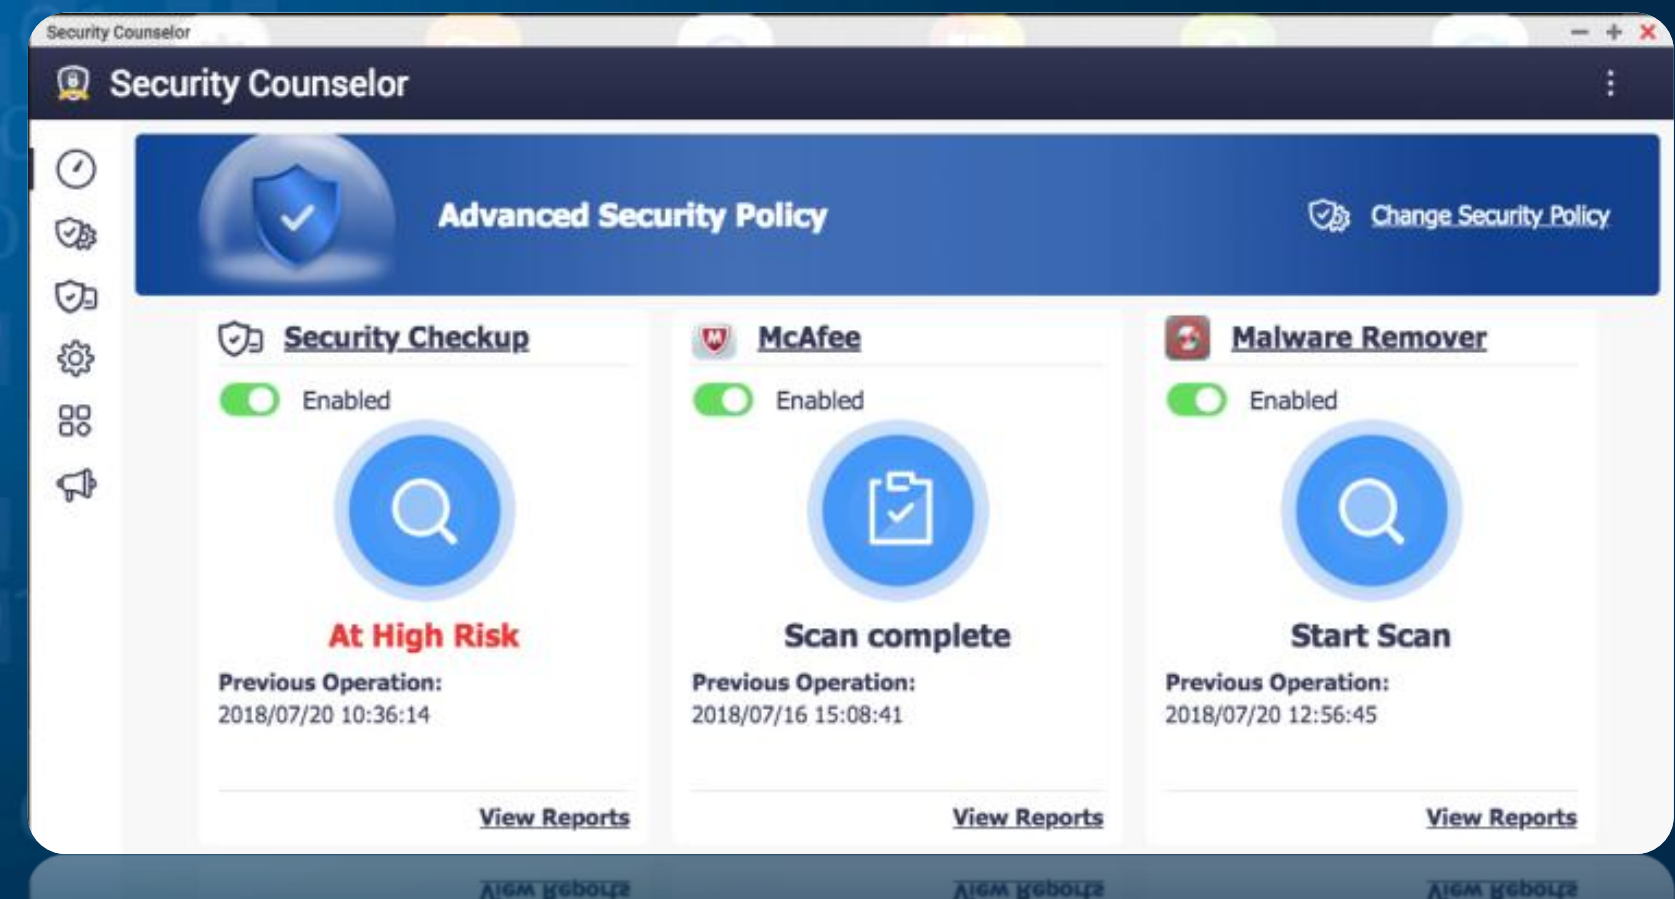 Security Counselor
Security Counselor
Advanced Security Policy
Change Security Policy
Security Checkup
Enabled
At High Risk
Previous Operation:
2018/07/20 10:36:14
View Reports
McAfee
Enabled
Scan complete
Previous Operation:
2018/07/16 15:08:41
View Reports
Malware Remover
Enabled
Start Scan
Previous Operation:
2018/07/20 12:56:45
View Reports